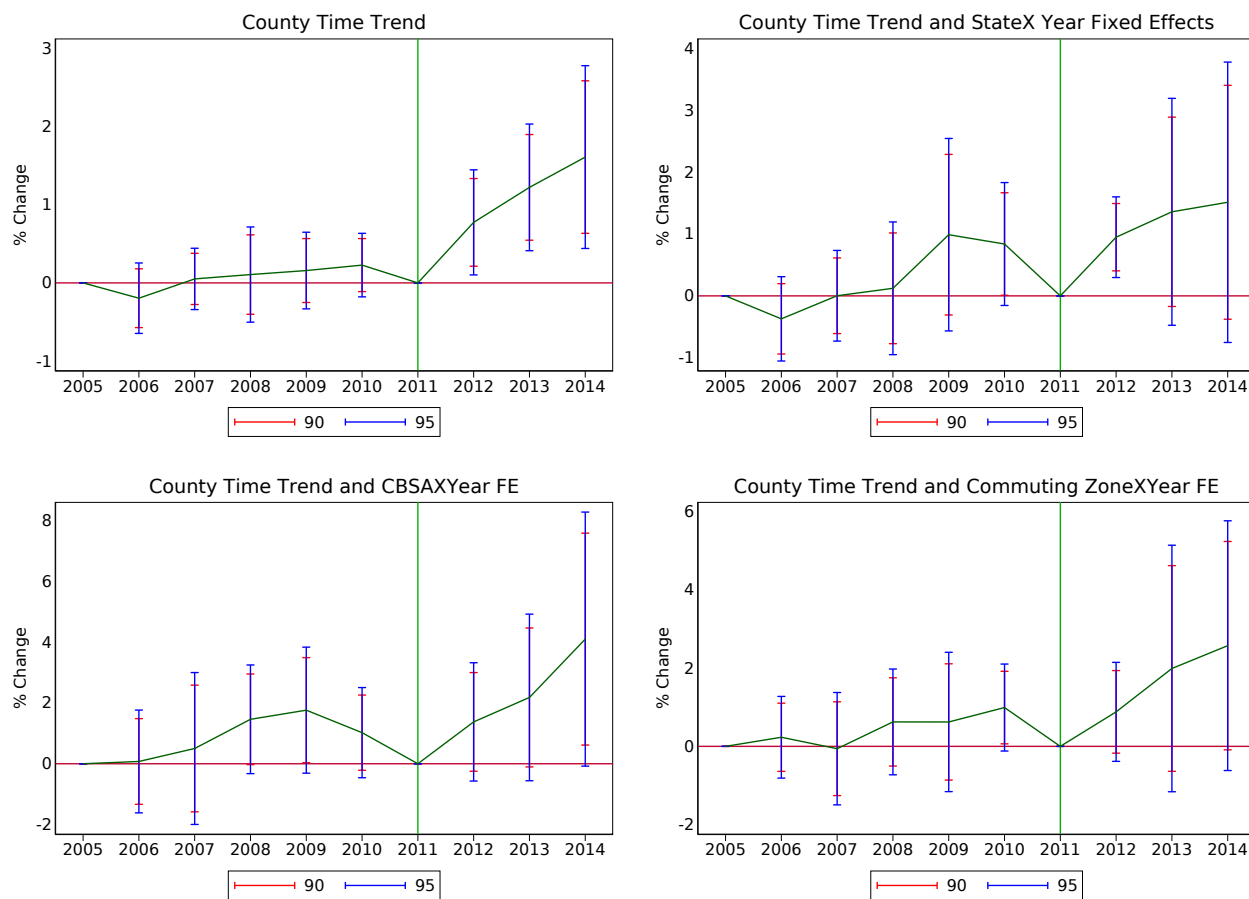 County Time Trend
% Change
3
2
1
0
-1
2005 2006 2007 2008 2009 2010 2011 2012 2013 2014
90 95
County Time Trend and StateX Year Fixed Effects
% Change
4
3
2
1
0
-1
2005 2006 2007 2008 2009 2010 2011 2012 2013 2014
90 95
County Time Trend and CBSAXYear FE
% Change
8
6
4
2
0
-2
2005 2006 2007 2008 2009 2010 2011 2012 2013 2014
90 95
County Time Trend and Commuting ZoneXYear FE
% Change
6
4
2
0
-2
2005 2006 2007 2008 2009 2010 2011 2012 2013 2014
90 95